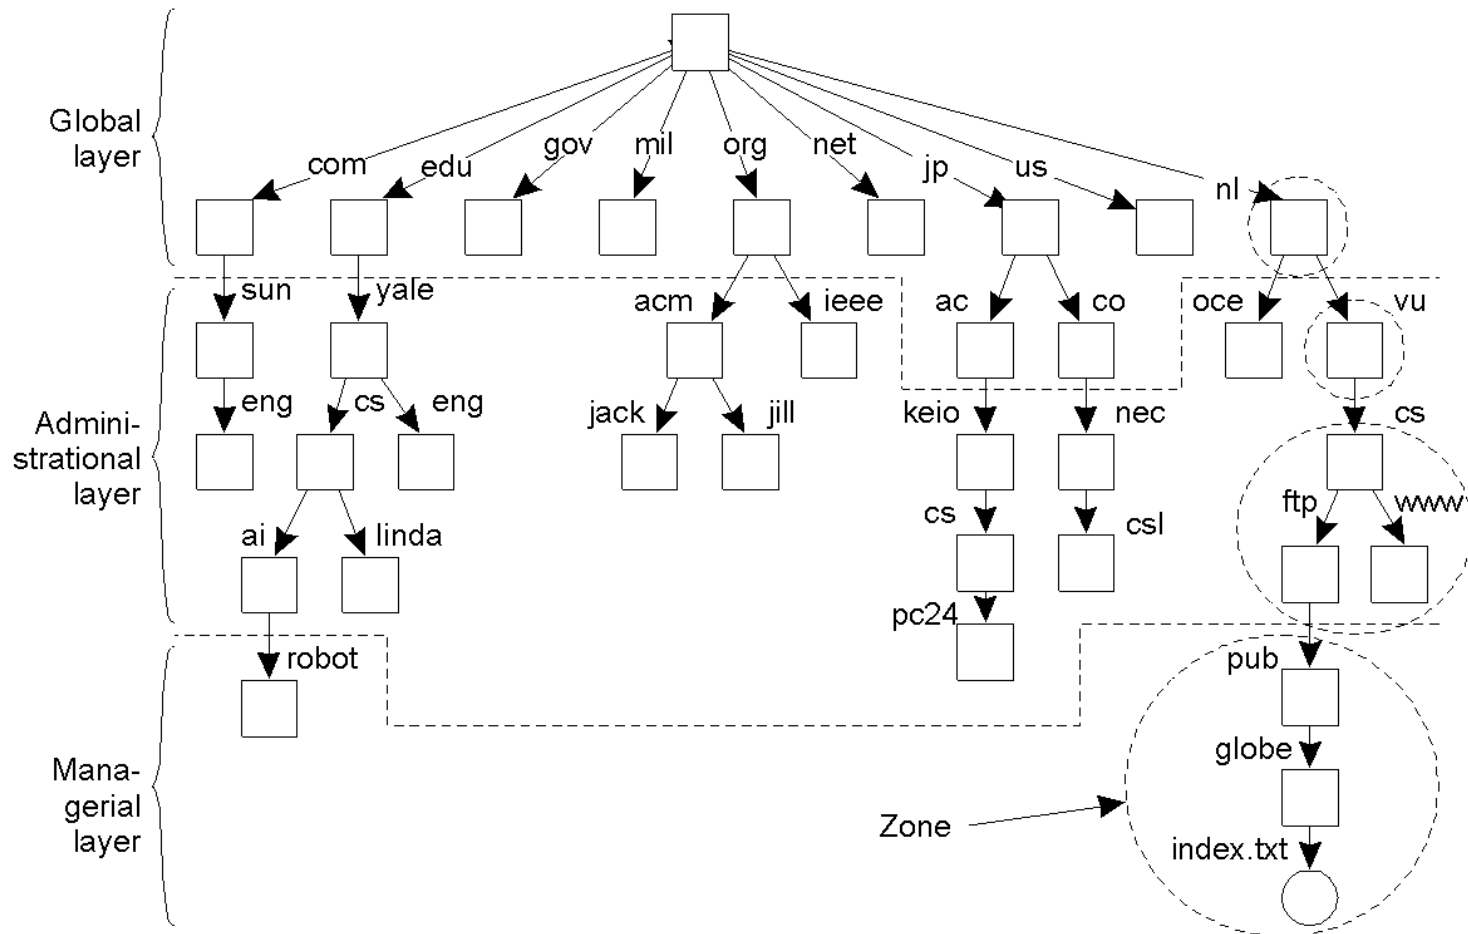 Global
layer
com
edu
gov
mil
org
net
jp
us
nl
sun
yale
acm
ieee
ac
co
oce
vu
Admini-
strational
layer
eng
cs
eng
jack
jill
keio
nec
cs
ai
linda
cs
csl
ftp
www
pc24
robot
pub
Mana-
gerial
layer
globe
Zone
index.txt